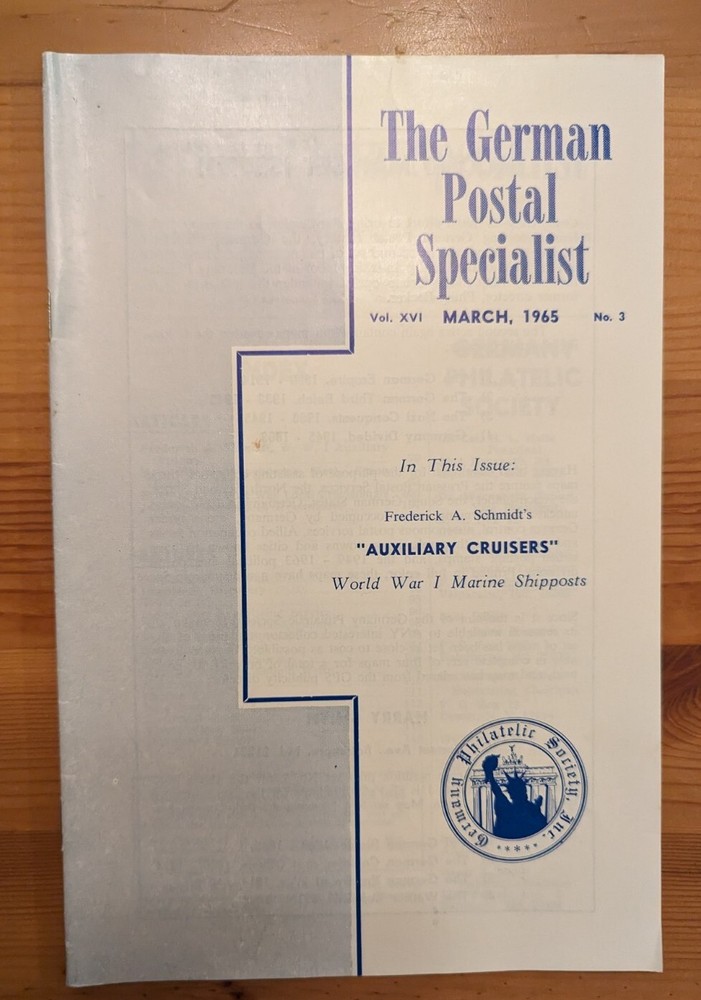 The German
Postal
Specialist
Vol. XVI MARCH, 1965 No. 3
In This Issue:
Frederick A. Schmidt's
"AUXILIARY CRUISERS"
World War I Marine Shipposts
Germany Philatelic Society, Inc.